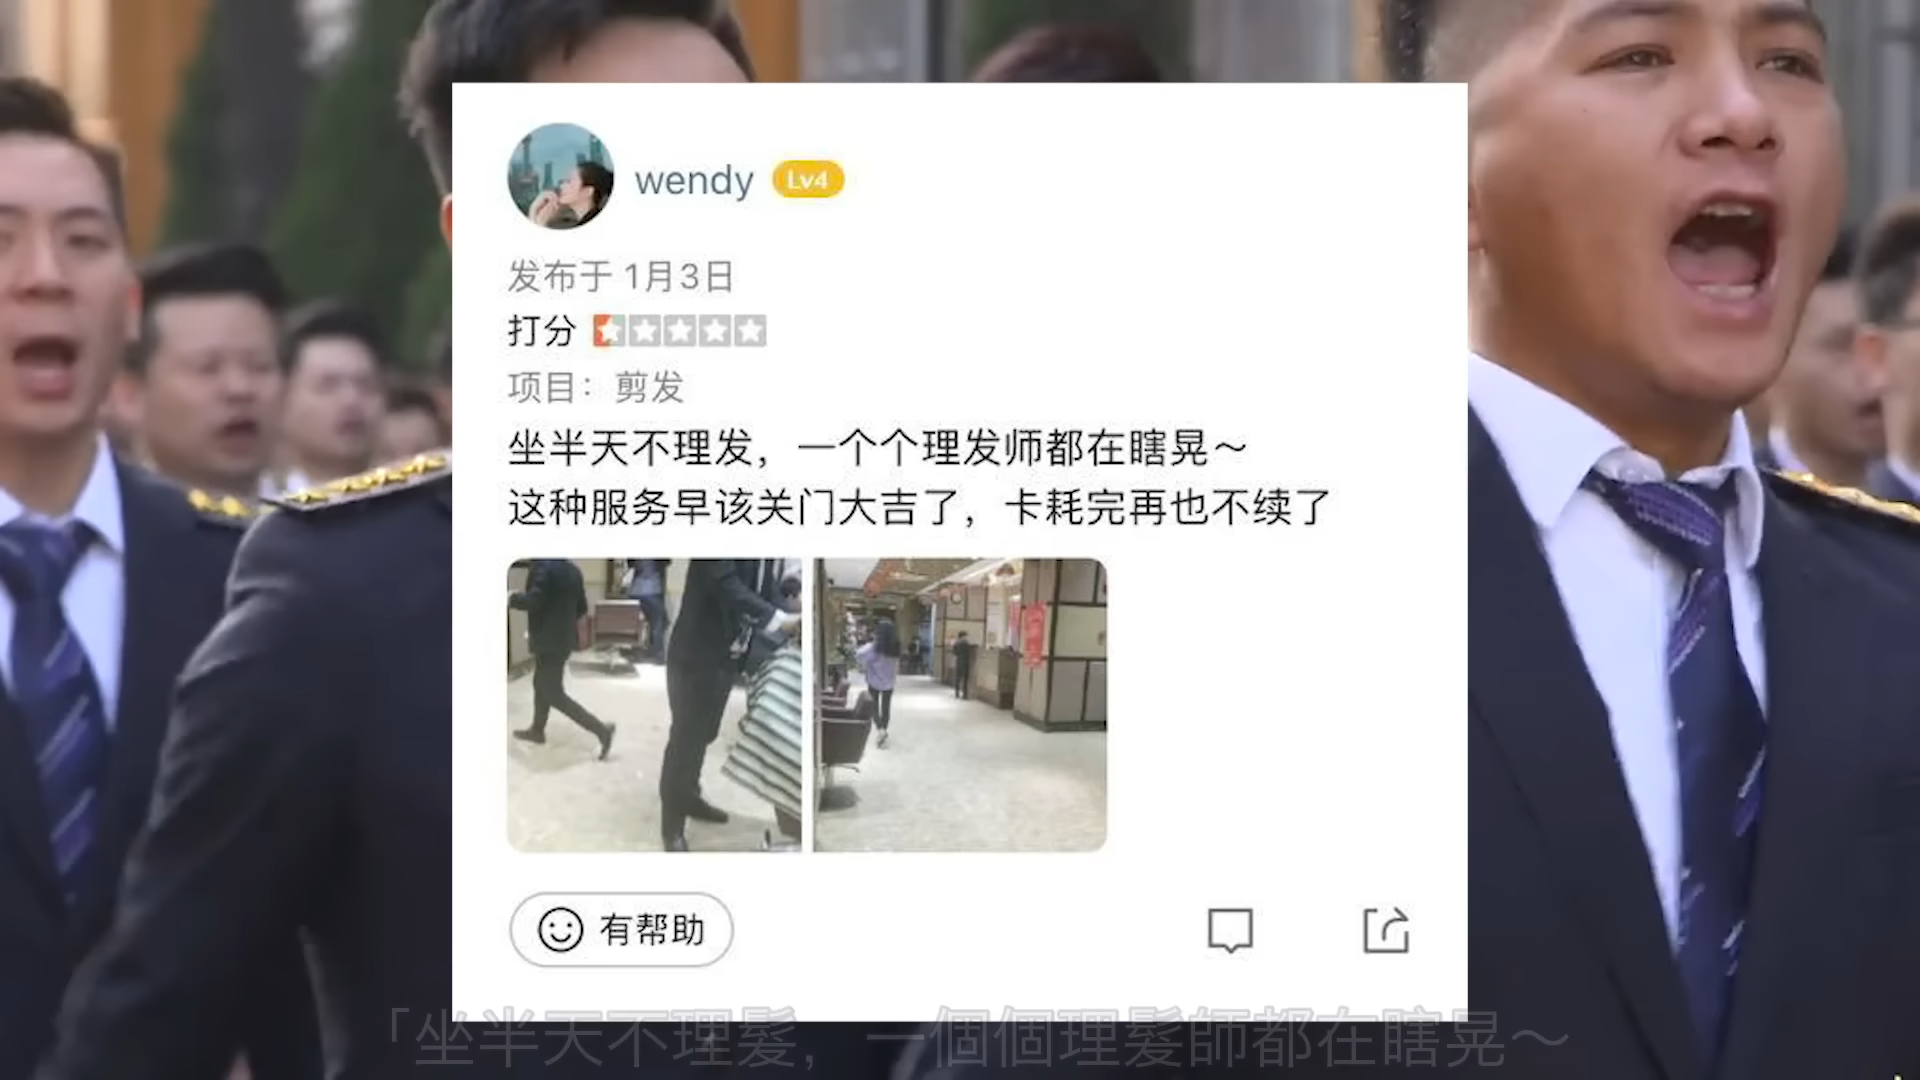 wendy Lv4
发布于 1月3日
打分
项目：剪发
坐半天不理发，一个个理发师都在瞎晃～
这种服务早该关门大吉了，卡耗完再也不续了
有帮助
「坐半天不理髮，一個個理髮師都在瞎晃～